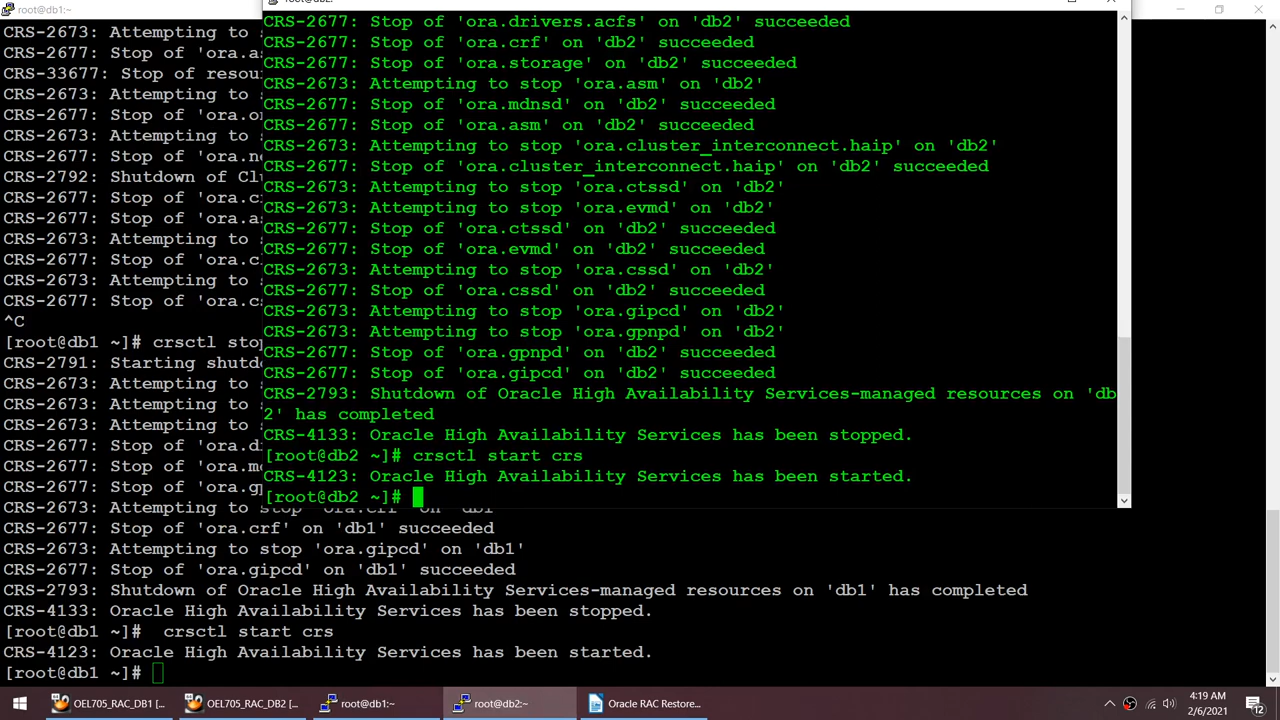 root@db1:~
CRS-2673: Attempting to s
CRS-2677: Stop of 'ora.as
CRS-33677: Stop of resou
CRS-2673: Attempting to s
CRS-2677: Stop of 'ora.o
CRS-2673: Attempting to s
CRS-2677: Stop of 'ora.ne
CRS-2792: Shutdown of Cl
CRS-2677: Stop of 'ora.c
CRS-2677: Stop of 'ora.a
CRS-2673: Attempting to s
CRS-2677: Stop of 'ora.c
CRS-2673: Attempting to s
CRS-2677: Stop of 'ora.cs
^C
[root@db1 ~]# crsctl stop
CRS-2791: Starting shutd
CRS-2673: Attempting to s
CRS-2673: Attempting to s
CRS-2673: Attempting to s
CRS-2677: Stop of 'ora.d
CRS-2677: Stop of 'ora.m
CRS-2677: Stop of 'ora.g
CRS-2673: Attempting to stop 'ora.crf' on 'db1'
CRS-2677: Stop of 'ora.crf' on 'db1' succeeded
CRS-2673: Attempting to stop 'ora.gipcd' on 'db1'
CRS-2677: Stop of 'ora.gipcd' on 'db1' succeeded
CRS-2793: Shutdown of Oracle High Availability Services-managed resources on 'db1' has completed
CRS-4133: Oracle High Availability Services has been stopped.
[root@db1 ~]#  crsctl start crs
CRS-4123: Oracle High Availability Services has been started.
[root@db1 ~]#
root@db2:~
CRS-2677: Stop of 'ora.drivers.acfs' on 'db2' succeeded
CRS-2677: Stop of 'ora.crf' on 'db2' succeeded
CRS-2677: Stop of 'ora.storage' on 'db2' succeeded
CRS-2673: Attempting to stop 'ora.asm' on 'db2'
CRS-2677: Stop of 'ora.mdnsd' on 'db2' succeeded
CRS-2677: Stop of 'ora.asm' on 'db2' succeeded
CRS-2673: Attempting to stop 'ora.cluster_interconnect.haip' on 'db2'
CRS-2677: Stop of 'ora.cluster_interconnect.haip' on 'db2' succeeded
CRS-2673: Attempting to stop 'ora.ctssd' on 'db2'
CRS-2673: Attempting to stop 'ora.evmd' on 'db2'
CRS-2677: Stop of 'ora.ctssd' on 'db2' succeeded
CRS-2677: Stop of 'ora.evmd' on 'db2' succeeded
CRS-2673: Attempting to stop 'ora.cssd' on 'db2'
CRS-2677: Stop of 'ora.cssd' on 'db2' succeeded
CRS-2673: Attempting to stop 'ora.gipcd' on 'db2'
CRS-2673: Attempting to stop 'ora.gpnpd' on 'db2'
CRS-2677: Stop of 'ora.gpnpd' on 'db2' succeeded
CRS-2677: Stop of 'ora.gipcd' on 'db2' succeeded
CRS-2793: Shutdown of Oracle High Availability Services-managed resources on 'db
2' has completed
CRS-4133: Oracle High Availability Services has been stopped.
[root@db2 ~]# crsctl start crs
CRS-4123: Oracle High Availability Services has been started.
[root@db2 ~]#
OEL705_RAC_DB1 [...
OEL705_RAC_DB2 [...
root@db1:~
root@db2:~
Oracle RAC Restore...
4:19 AM
2/6/2021
12